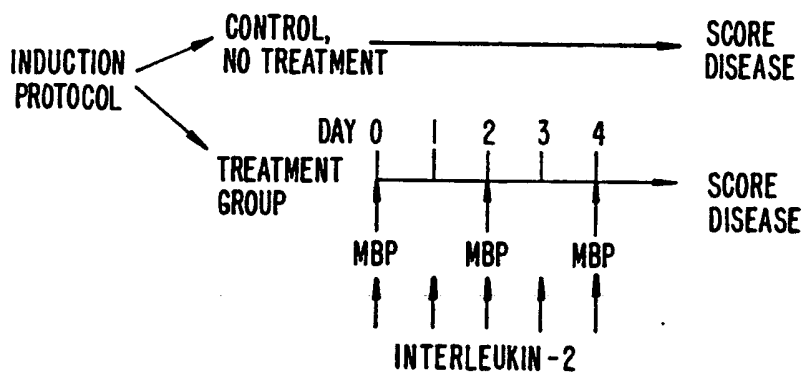 INDUCTION
PROTOCOL
CONTROL,
NO TREATMENT
SCORE
DISEASE
DAY 0 1 2 3 4
TREATMENT
GROUP
SCORE
DISEASE
MBP MBP MBP
INTERLEUKIN-2